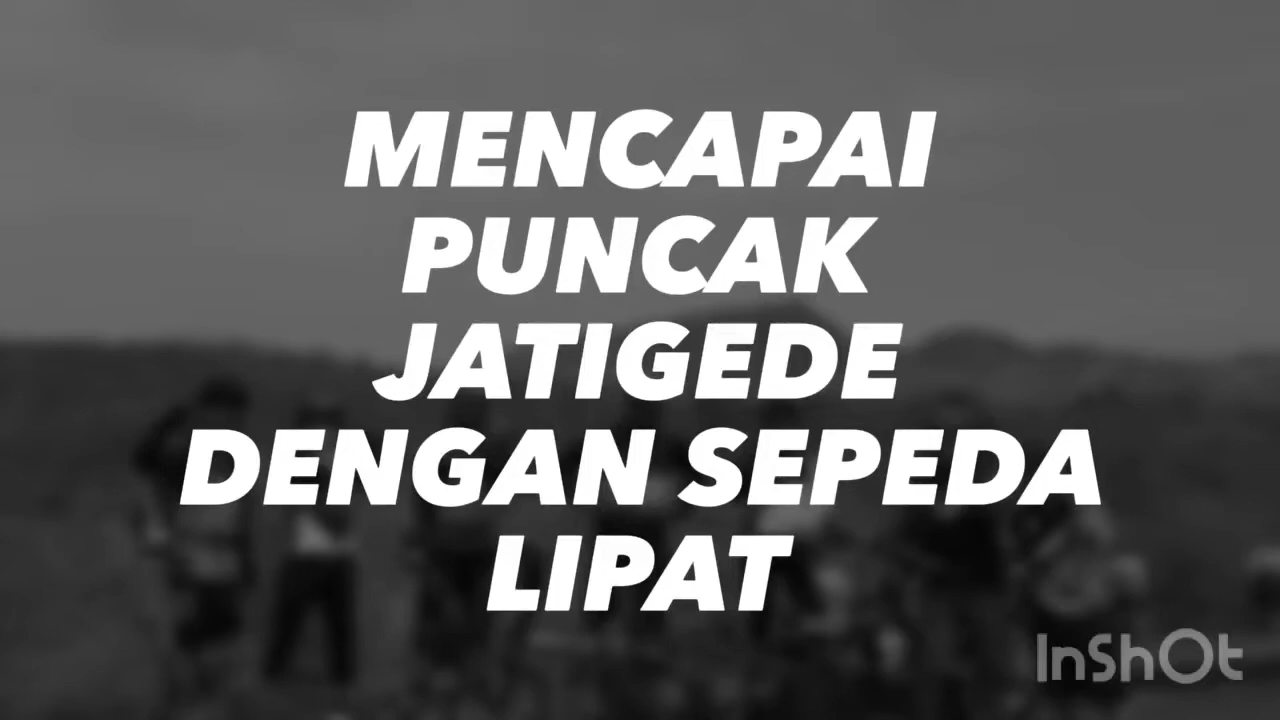 MENCAPAI
PUNCAK
JATIGEDE
DENGAN SEPEDA
LIPAT
InShOt